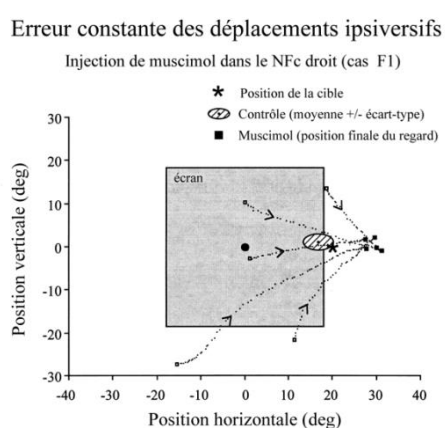 Erreur constante des déplacements ipsiversifs
Injection de muscimol dans le NFc droit (cas F1)
Position de la cible
Contrôle (moyenne +/- écart-type)
Muscimol (position finale du regard)
écran
Position verticale (deg)
30
20
10
0
-10
-20
-30
-40 -30 -20 -10 0 10 20 30 40
Position horizontale (deg)